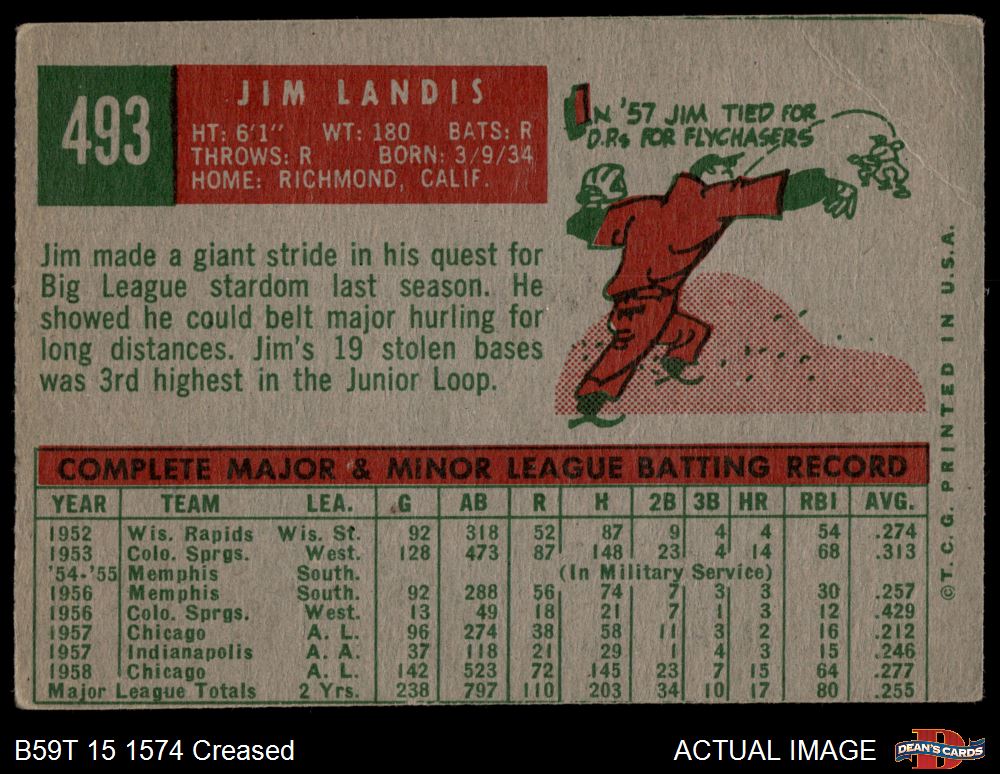 493
JIM LANDIS
HT: 6'1" WT: 180 BATS: R
THROWS: R BORN: 3/9/34
HOME: RICHMOND, CALIF.
IN '57 JIM TIED FOR
D.P.s FOR FLYCHASERS
Jim made a giant stride in his quest for
Big League stardom last season. He
showed he could belt major hurling for
long distances. Jim's 19 stolen bases
was 3rd highest in the Junior Loop.
COMPLETE MAJOR & MINOR LEAGUE BATTING RECORD
YEAR TEAM LEA. G AB R H 2B 3B HR RBI AVG.
1952 Wis. Rapids Wis. St. 92 318 52 87 9 4 4 54 .274
1953 Colo. Sprgs. West. 128 473 87 148 23 4 14 68 .313
'54-'55 Memphis South. (In Military Service)
1956 Memphis South. 92 288 56 74 7 3 3 30 .257
1956 Colo. Sprgs. West. 13 49 18 21 7 1 3 12 .429
1957 Chicago A. L. 96 274 38 58 11 3 2 16 .212
1957 Indianapolis A. A. 37 118 21 29 1 4 3 15 .246
1958 Chicago A. L. 142 523 72 145 23 7 15 64 .277
Major League Totals 2 Yrs. 238 797 110 203 34 10 17 80 .255
©T. C. G. PRINTED IN U.S.A.
B59T 15 1574 Creased
ACTUAL IMAGE
D
DEAN'S CARDS